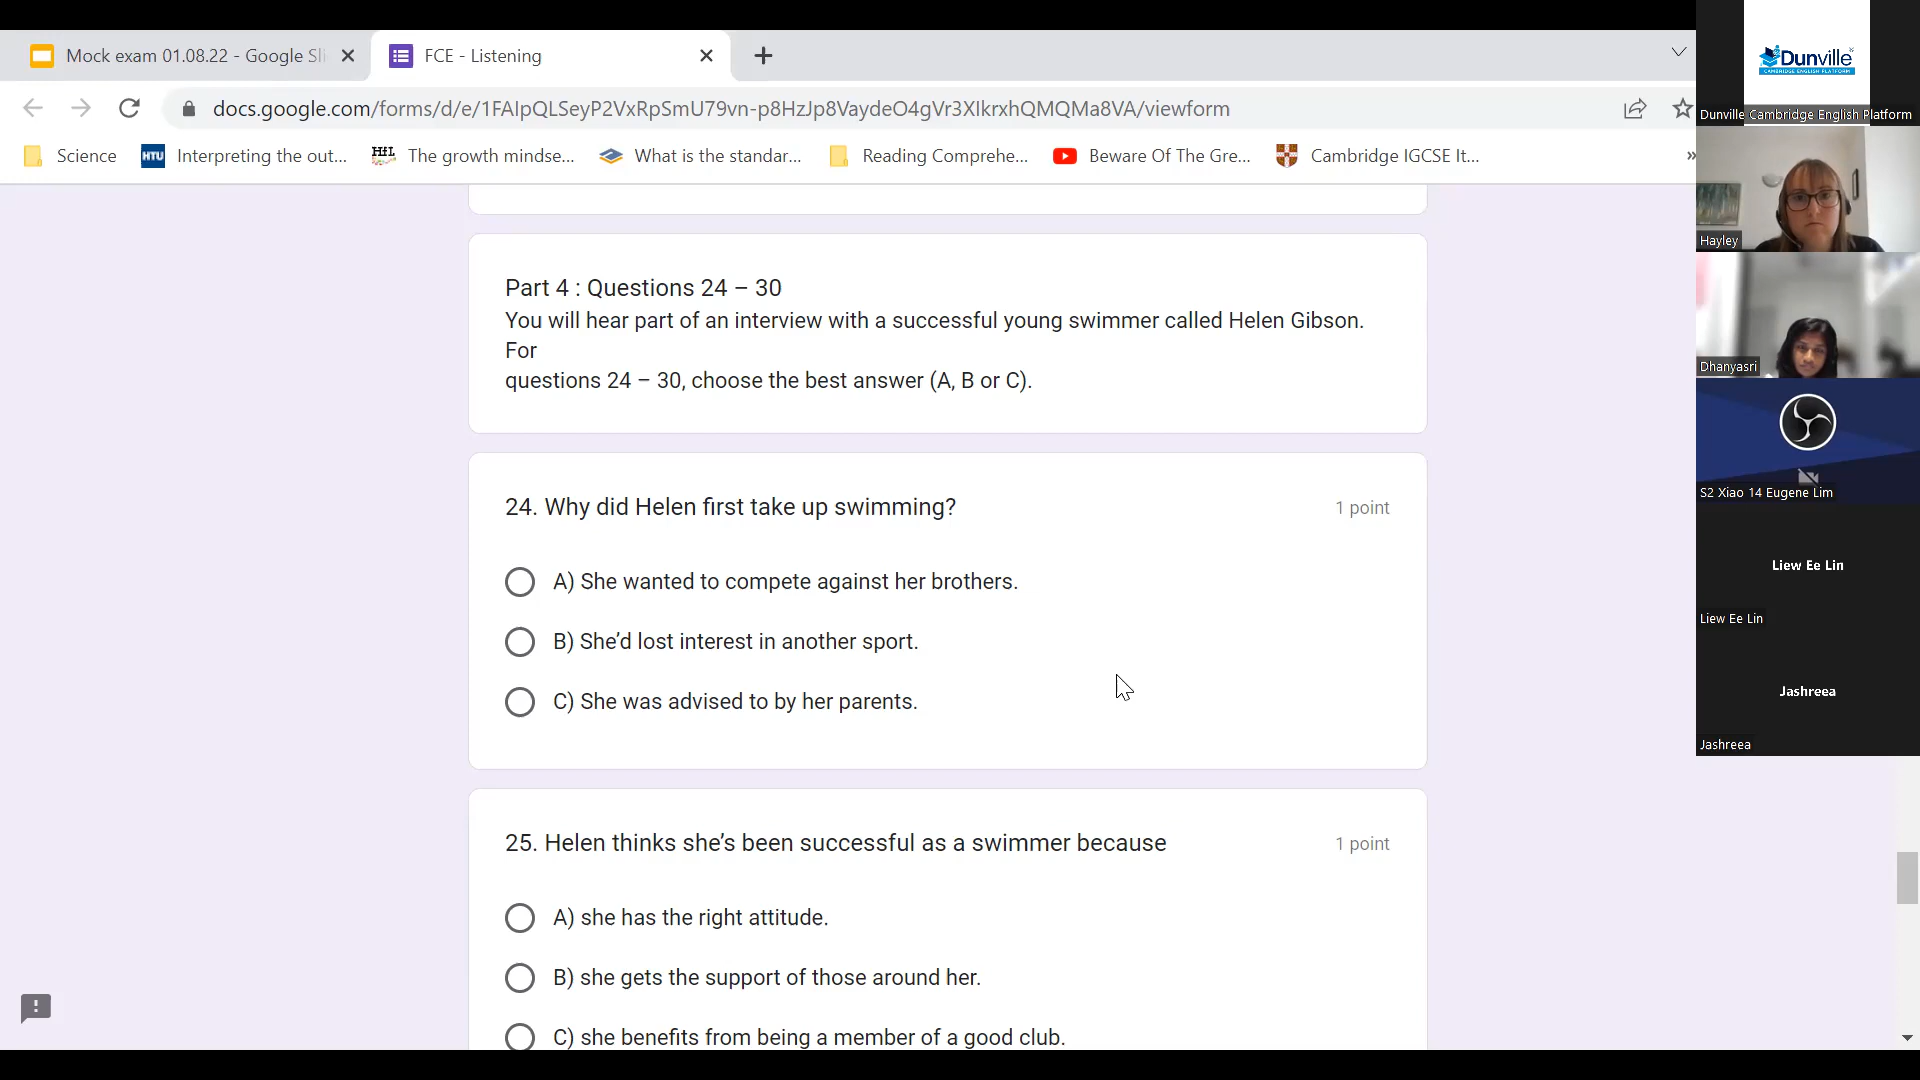 Mock exam 01.08.22 - Google Sli
FCE - Listening
docs.google.com/forms/d/e/1FAIpQLSeyP2VxRpSmU79vn-p8HzJp8VaydeO4gVr3XIkrxhQMQMa8VA/viewform
Science
HTU
Interpreting the out...
The growth mindse...
What is the standar...
Reading Comprehe...
Beware Of The Gre...
Cambridge IGCSE It...
»
Part 4 : Questions 24 – 30
You will hear part of an interview with a successful young swimmer called Helen Gibson.
For
questions 24 – 30, choose the best answer (A, B or C).
24. Why did Helen first take up swimming?
1 point
A) She wanted to compete against her brothers.
B) She’d lost interest in another sport.
C) She was advised to by her parents.
25. Helen thinks she’s been successful as a swimmer because
1 point
A) she has the right attitude.
B) she gets the support of those around her.
C) she benefits from being a member of a good club.
Dunville
CAMBRIDGE ENGLISH PLATFORM
Dunville Cambridge English Platform
Hayley
Dhanyasri
S2 Xiao 14 Eugene Lim
Liew Ee Lin
Liew Ee Lin
Jashreea
Jashreea